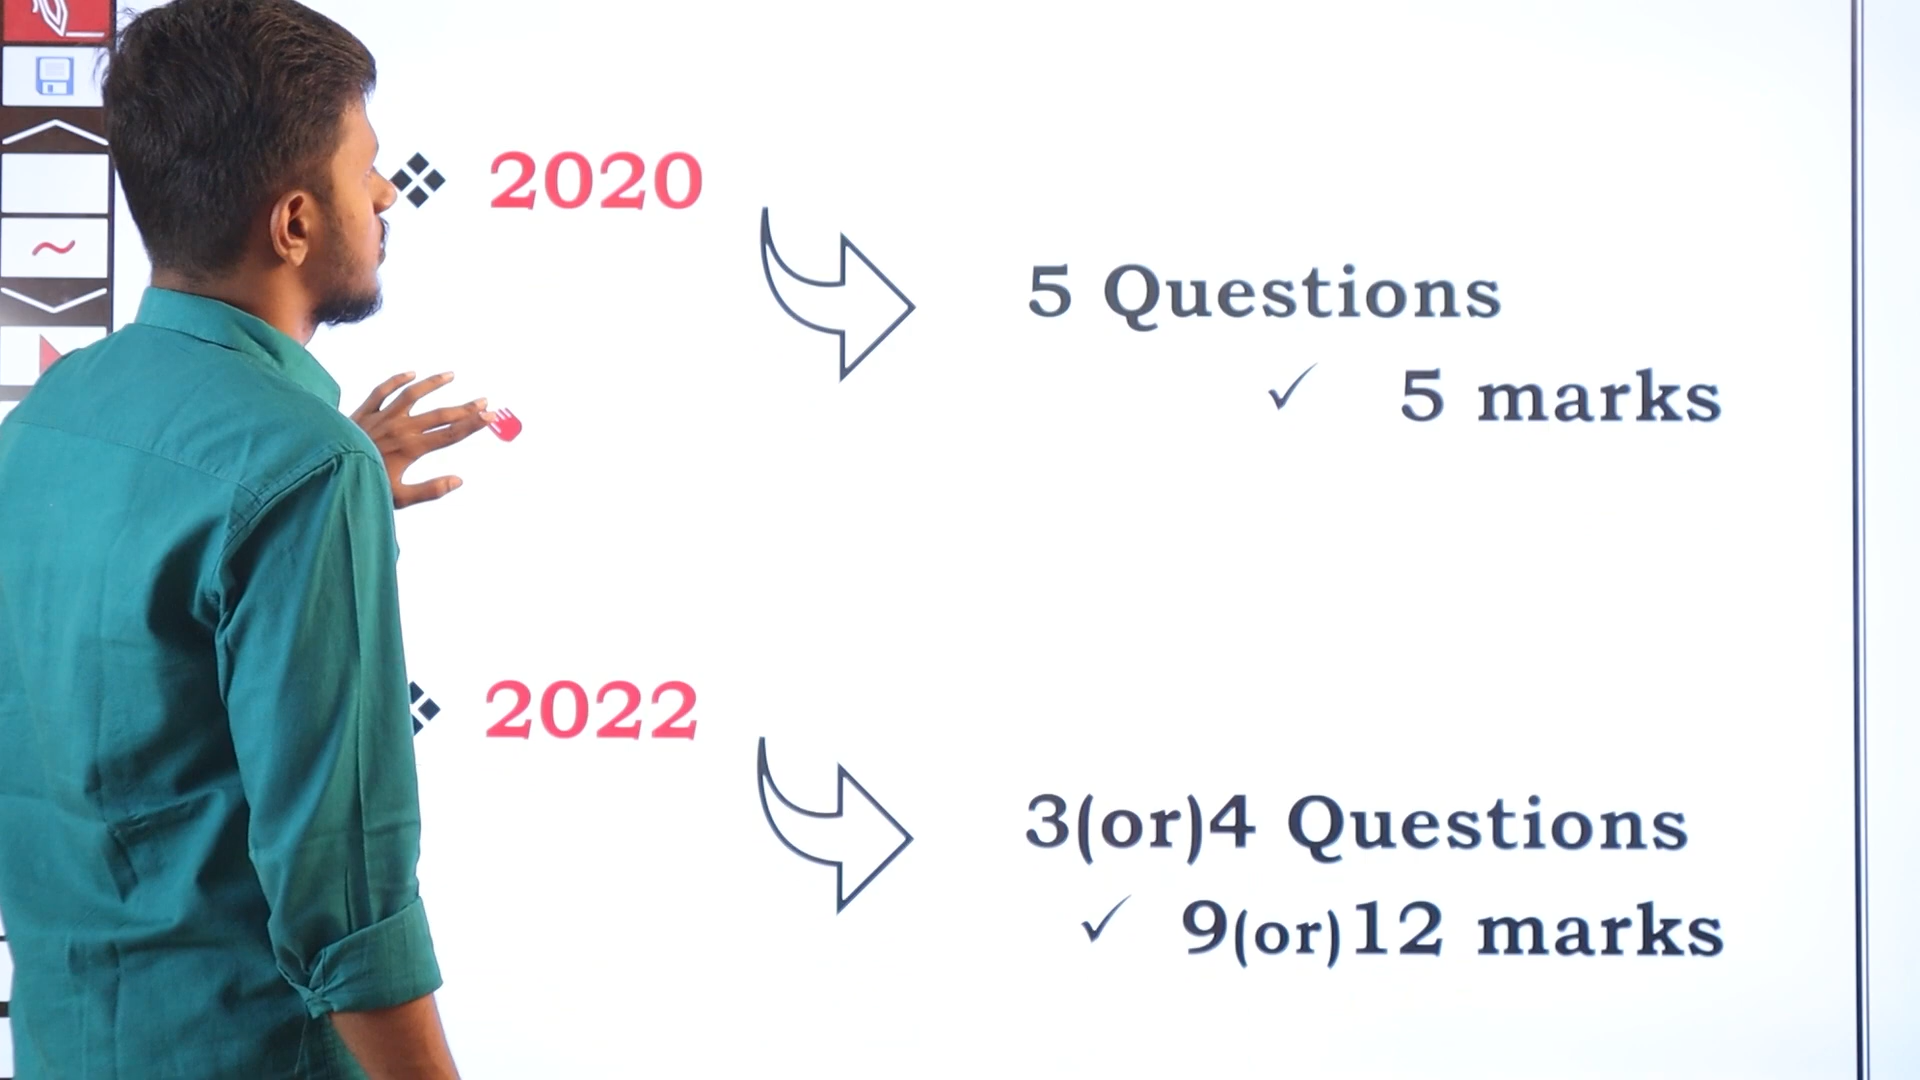 2020
5 Questions
✓ 5 marks
2022
3(or)4 Questions
✓ 9(or)12 marks